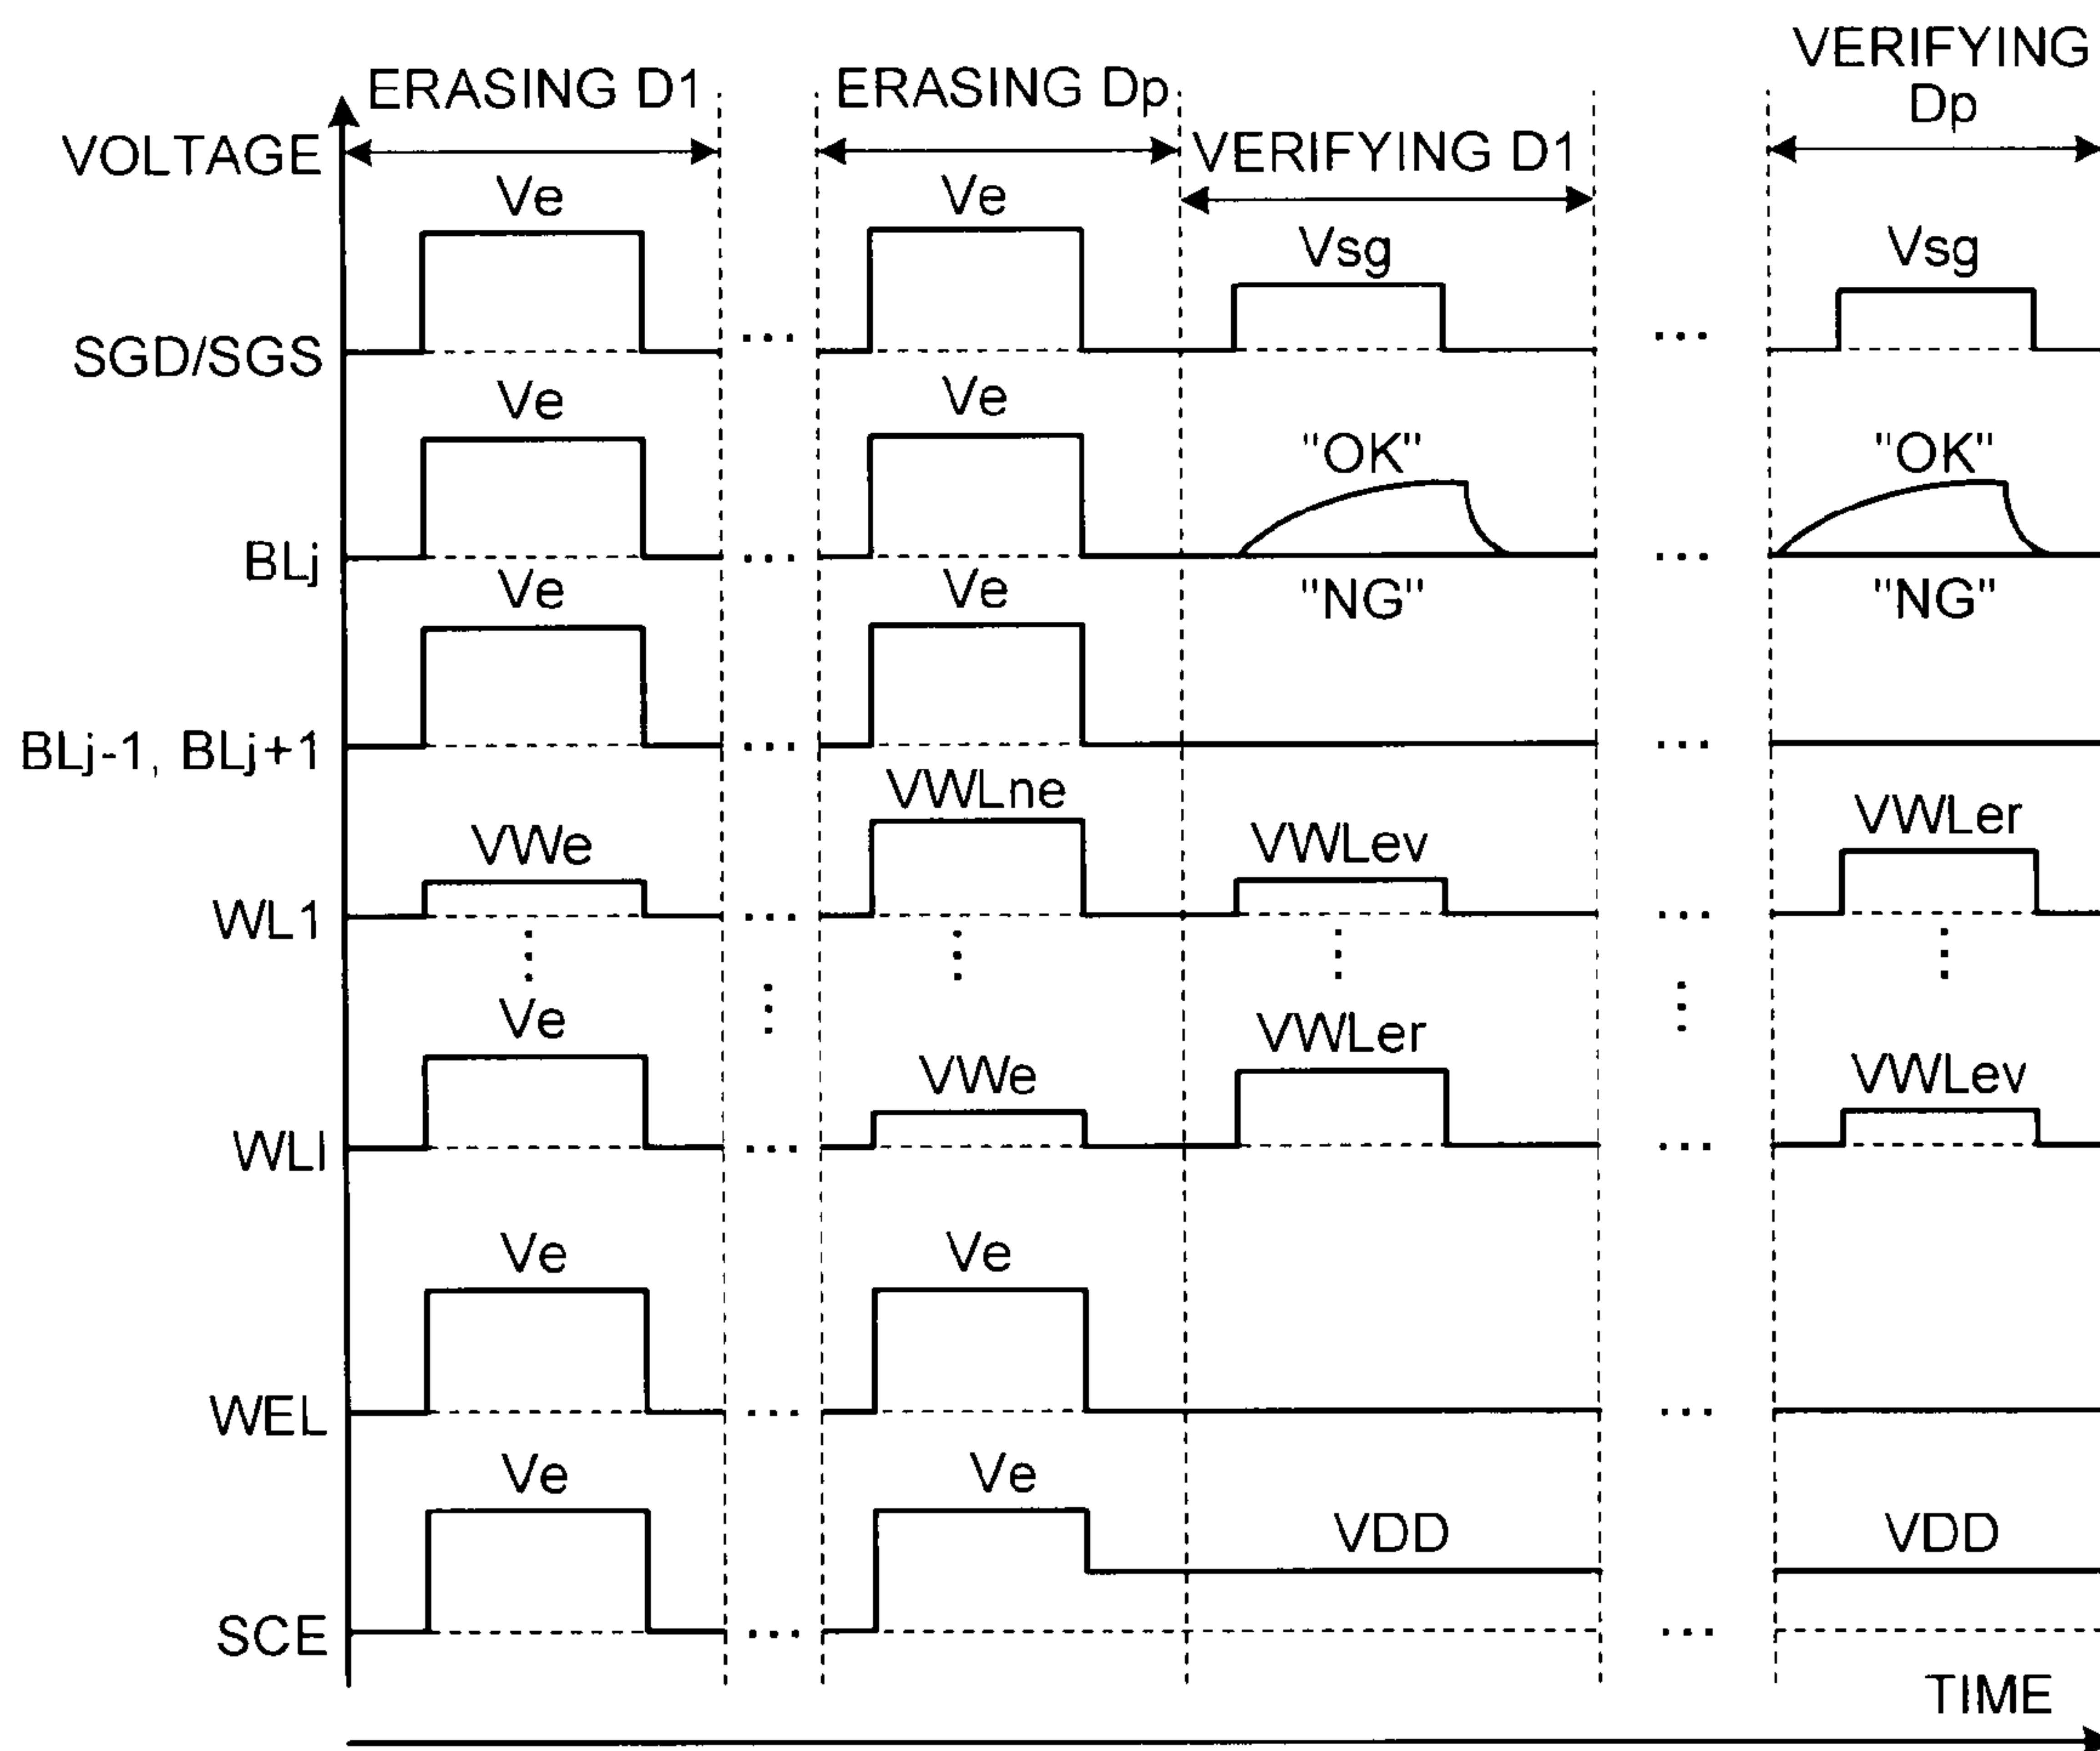 VERIFYING
Dp
ERASING D1
ERASING Dp
VERIFYING D1
VOLTAGE
Ve
Ve
Vsg
Vsg
SGD/SGS
...
...
Ve
Ve
"OK"
"OK"
BLj
...
...
"NG"
"NG"
Ve
Ve
BLj-1, BLj+1
...
...
VWe
VWLne
VWLev
VWLer
WL1
...
...
Ve
VWe
VWLer
VWLev
WLl
...
...
Ve
Ve
WEL
...
...
Ve
Ve
VDD
VDD
SCE
...
...
TIME